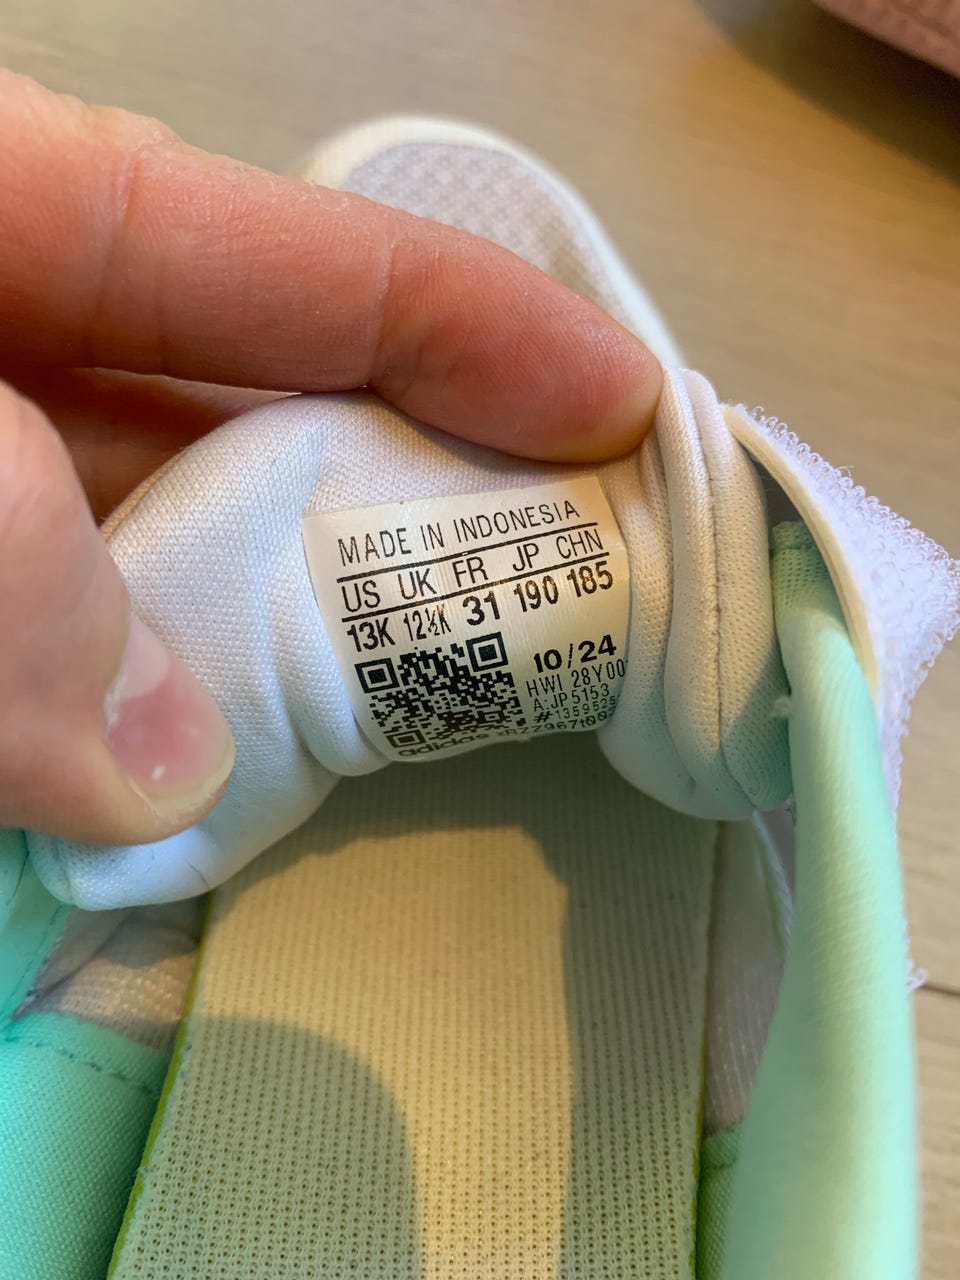 MADE IN INDONESIA
US UK FR JP CHN
13K 12½K 31 190 185
10/24
HWI 28Y00
A: JP5153
adidas